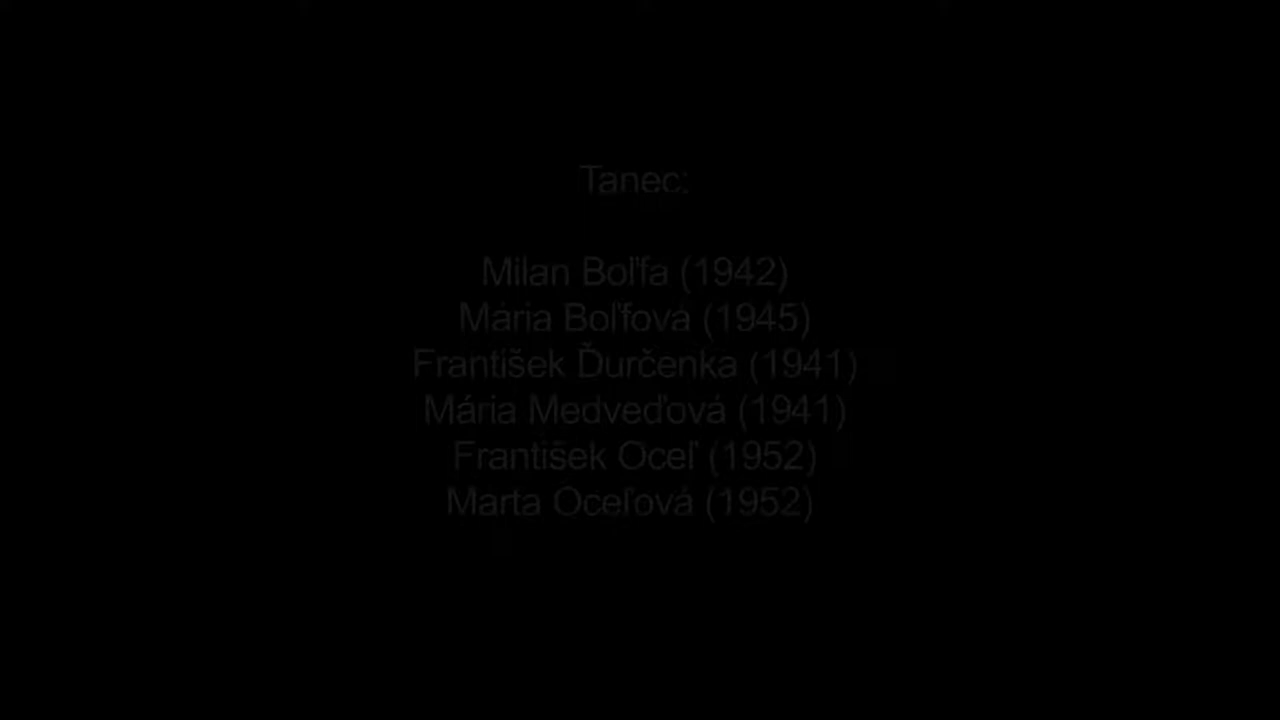 Tanec:
Milan Boľfa (1942)
Mária Boľfová (1945)
František Ďurčenka (1941)
Mária Medveďová (1941)
František Oceľ (1952)
Marta Oceľová (1952)